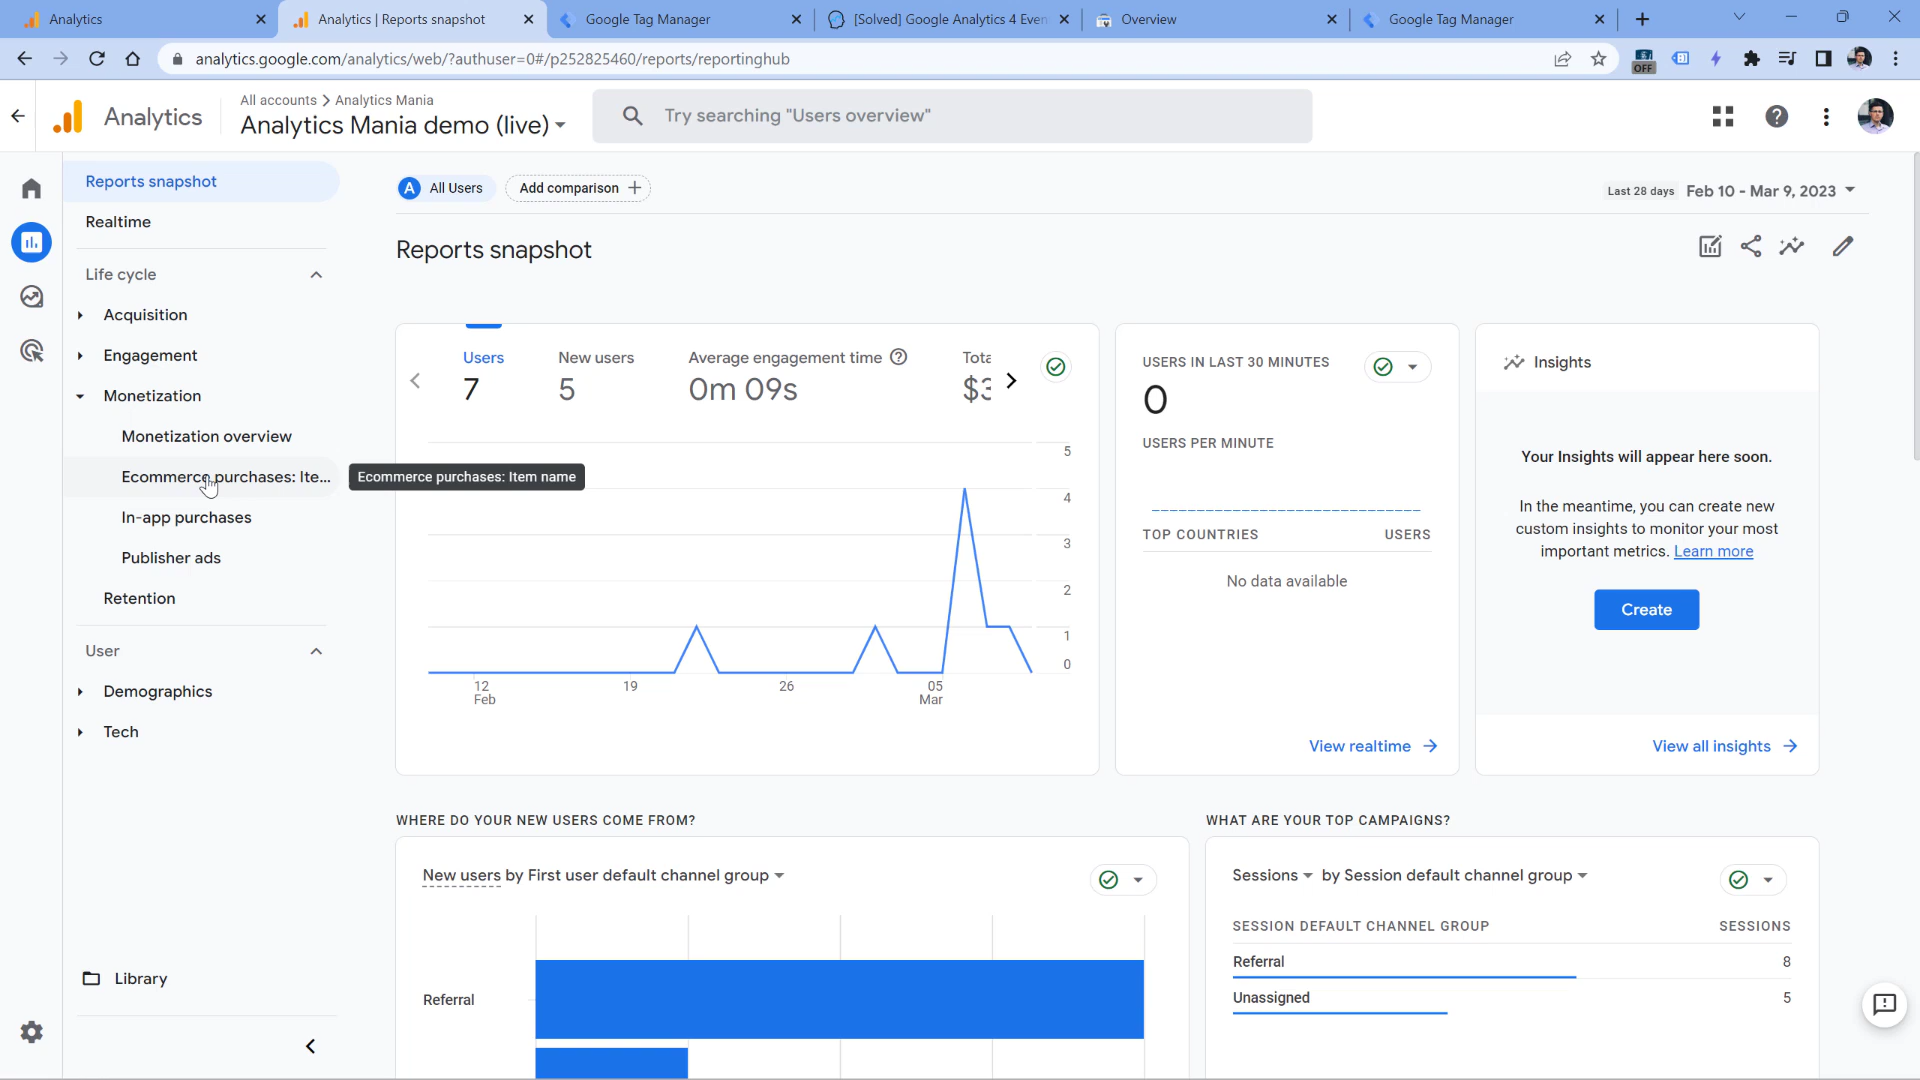 Analytics
Analytics | Reports snapshot
Google Tag Manager
[Solved] Google Analytics 4 Even
Overview
Google Tag Manager
analytics.google.com/analytics/web/?authuser=0#/p252825460/reports/reportinghub
OFF
Analytics
All accounts > Analytics Mania
Analytics Mania demo (live)
Try searching "Users overview"
Reports snapshot
Realtime
Life cycle
Acquisition
Engagement
Monetization
Monetization overview
Ecommerce purchases: Ite...
Ecommerce purchases: Item name
In-app purchases
Publisher ads
Retention
User
Demographics
Tech
Library
A All Users
Add comparison +
Last 28 days Feb 10 - Mar 9, 2023
Reports snapshot
Users
7
New users
5
Average engagement time
0m 09s
Tota
$3
5
4
3
2
1
0
12
Feb
19
26
05
Mar
USERS IN LAST 30 MINUTES
0
USERS PER MINUTE
TOP COUNTRIES USERS
No data available
View realtime
Insights
Your Insights will appear here soon.
In the meantime, you can create new
custom insights to monitor your most
important metrics. Learn more
Create
View all insights
WHERE DO YOUR NEW USERS COME FROM?
New users by First user default channel group
Referral
WHAT ARE YOUR TOP CAMPAIGNS?
Sessions by Session default channel group
SESSION DEFAULT CHANNEL GROUP SESSIONS
Referral 8
Unassigned 5